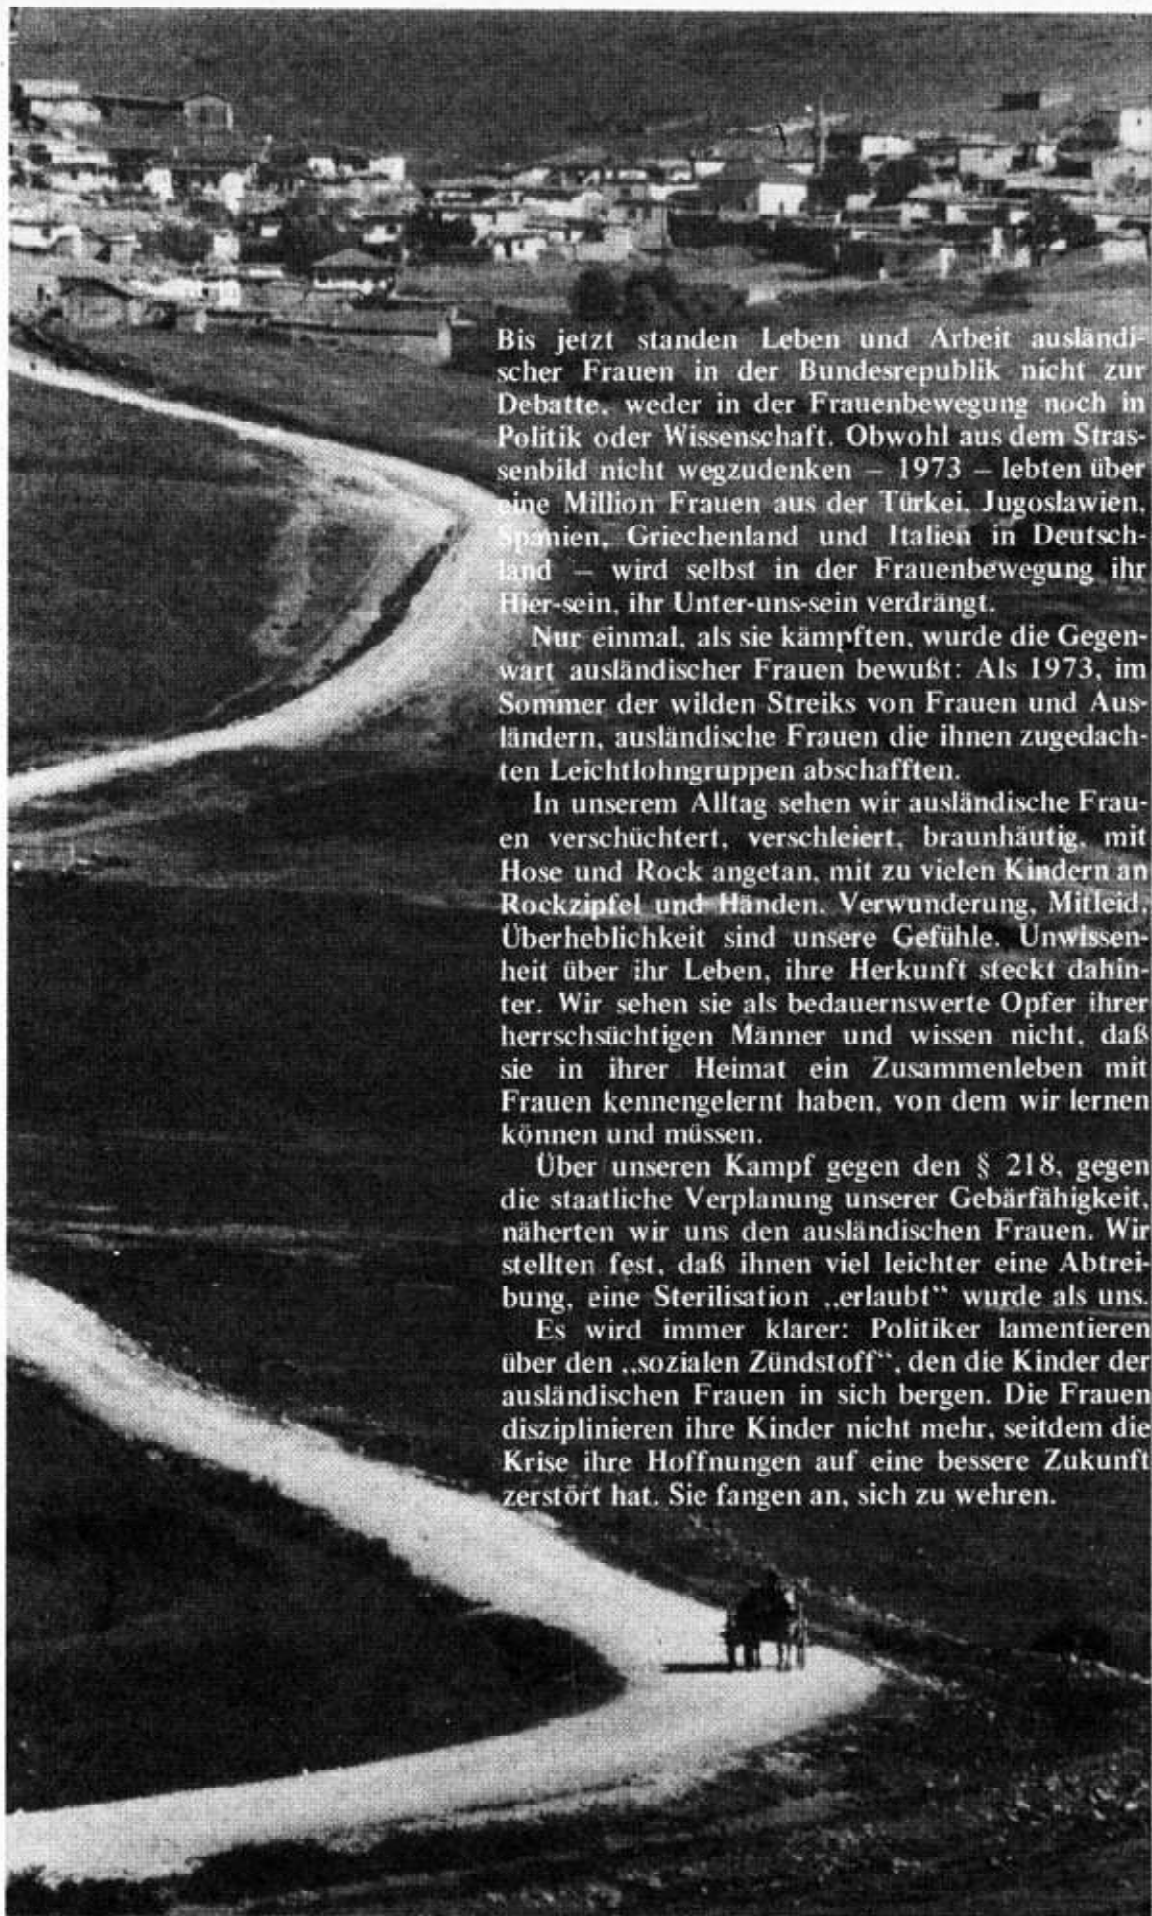 Bis jetzt standen Leben und Arbeit ausländi-
scher Frauen in der Bundesrepublik nicht zur
Debatte, weder in der Frauenbewegung noch in
Politik oder Wissenschaft. Obwohl aus dem Stras-
senbild nicht wegzudenken – 1973 – lebten über
eine Million Frauen aus der Türkei, Jugoslawien,
Spanien, Griechenland und Italien in Deutsch-
land – wird selbst in der Frauenbewegung ihr
Hier-sein, ihr Unter-uns-sein verdrängt.
Nur einmal, als sie kämpften, wurde die Gegen-
wart ausländischer Frauen bewußt: Als 1973, im
Sommer der wilden Streiks von Frauen und Aus-
ländern, ausländische Frauen die ihnen zugedach-
ten Leichtlohngruppen abschafften.
In unserem Alltag sehen wir ausländische Frau-
en verschüchtert, verschleiert, braunhäutig, mit
Hose und Rock angetan, mit zu vielen Kindern an
Rockzipfel und Händen. Verwunderung, Mitleid,
Überheblichkeit sind unsere Gefühle. Unwissen-
heit über ihr Leben, ihre Herkunft steckt dahin-
ter. Wir sehen sie als bedauernswerte Opfer ihrer
herrschsüchtigen Männer und wissen nicht, daß
sie in ihrer Heimat ein Zusammenleben mit
Frauen kennengelernt haben, von dem wir lernen
können und müssen.
Über unseren Kampf gegen den § 218, gegen
die staatliche Verplanung unserer Gebärfähigkeit,
näherten wir uns den ausländischen Frauen. Wir
stellten fest, daß ihnen viel leichter eine Abtrei-
bung, eine Sterilisation „erlaubt“ wurde als uns.
Es wird immer klarer: Politiker lamentieren
über den „sozialen Zündstoff“, den die Kinder der
ausländischen Frauen in sich bergen. Die Frauen
disziplinieren ihre Kinder nicht mehr, seitdem die
Krise ihre Hoffnungen auf eine bessere Zukunft
zerstört hat. Sie fangen an, sich zu wehren.